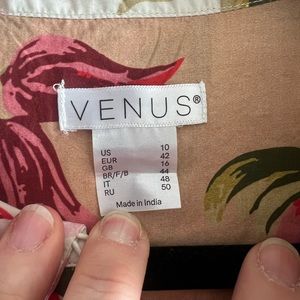 VENUS®
US 10
EUR 42
GB 16
BR/F/B 44
IT 48
RU 50
Made in India